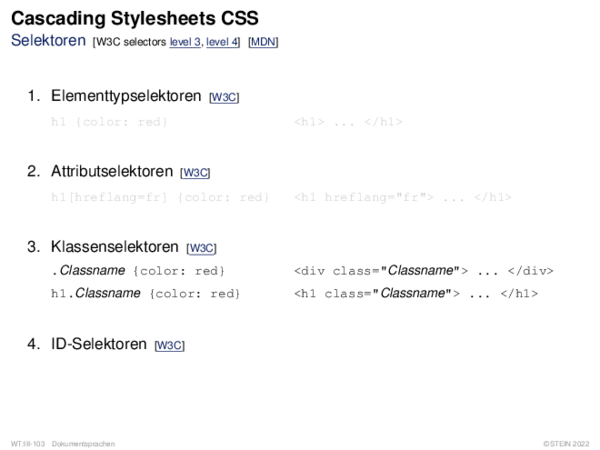 Cascading Stylesheets CSS
Selektoren [W3C selectors level 3, level 4] [MDN]
1. Elementtypselektoren [W3C]
h1 {color: red} <h1> ... </h1>
2. Attributselektoren [W3C]
h1[hreflang=fr] {color: red} <h1 hreflang="fr"> ... </h1>
3. Klassenselektoren [W3C]
.Classname {color: red} <div class="Classname"> ... </div>
h1.Classname {color: red} <h1 class="Classname"> ... </h1>
4. ID-Selektoren [W3C]
WT:III-103 Dokumentsprachen ©STEIN 2022